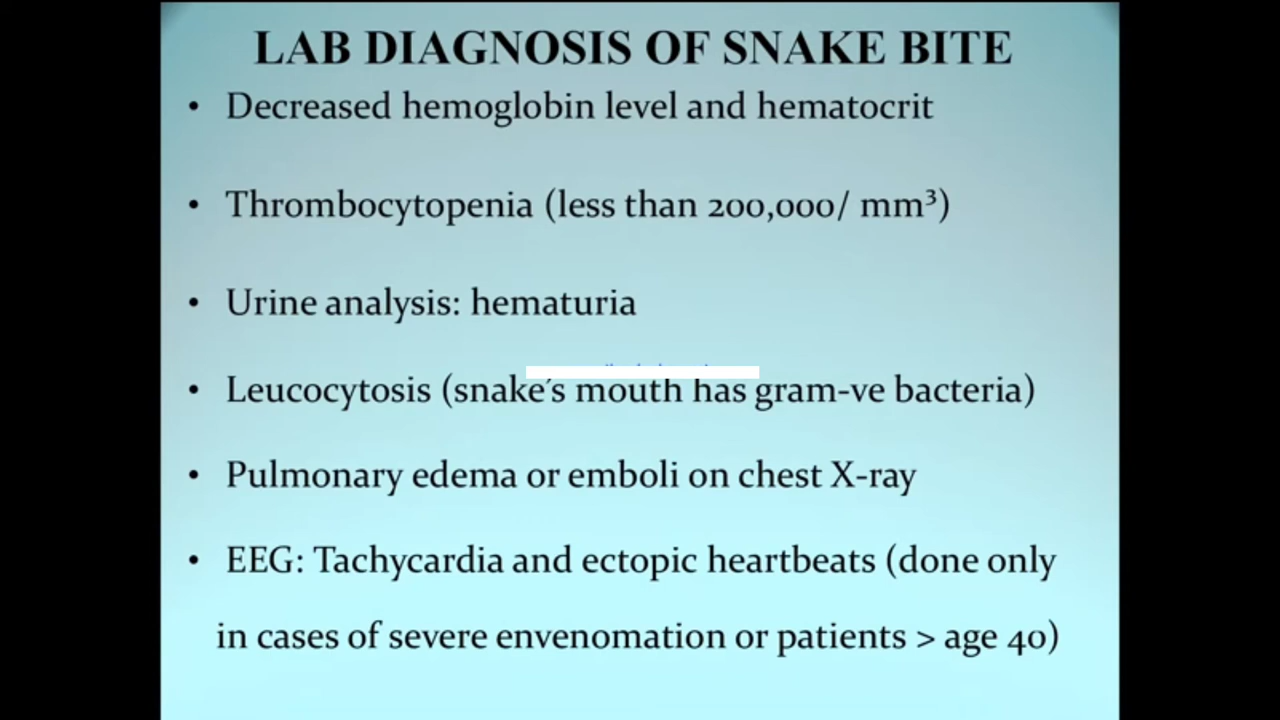 LAB DIAGNOSIS OF SNAKE BITE
• Decreased hemoglobin level and hematocrit
• Thrombocytopenia (less than 200,000/ mm³)
• Urine analysis: hematuria
• Leucocytosis (snake's mouth has gram-ve bacteria)
• Pulmonary edema or emboli on chest X-ray
• EEG: Tachycardia and ectopic heartbeats (done only
in cases of severe envenomation or patients > age 40)